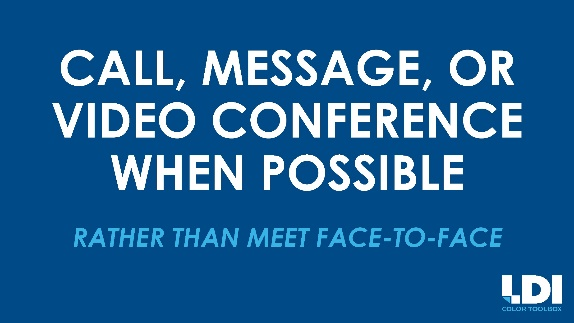 CALL, MESSAGE, OR
VIDEO CONFERENCE
WHEN POSSIBLE
RATHER THAN MEET FACE-TO-FACE
LDI
COLOR TOOLBOX